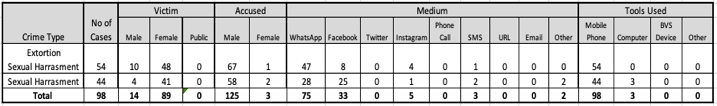 Crime Type No of Cases Victim Accused Medium Tools Used
Male Female Public Male Female WhatsApp Facebook Twitter Instagram Phone Call SMS URL Email Other Mobile Phone Computer BVS Device Other
Extortion
Sexual Harrasment 54 10 48 0 67 1 47 8 0 4 0 1 0 0 0 54 0 0 0
Sexual Harrasment 44 4 41 0 58 2 28 25 0 1 0 2 0 0 2 44 3 0 0
Total 98 14 89 0 125 3 75 33 0 5 0 3 0 0 2 98 3 0 0